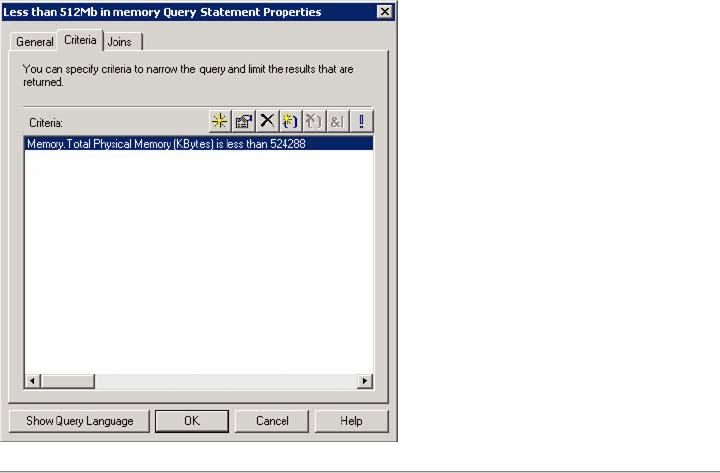 Less than 512Mb in memory Query Statement Properties
General Criteria Joins
You can specify criteria to narrow the query and limit the results that are
returned.
Criteria:
&|
!
Memory.Total Physical Memory (KBytes) is less than 524288
Show Query Language OK Cancel Help